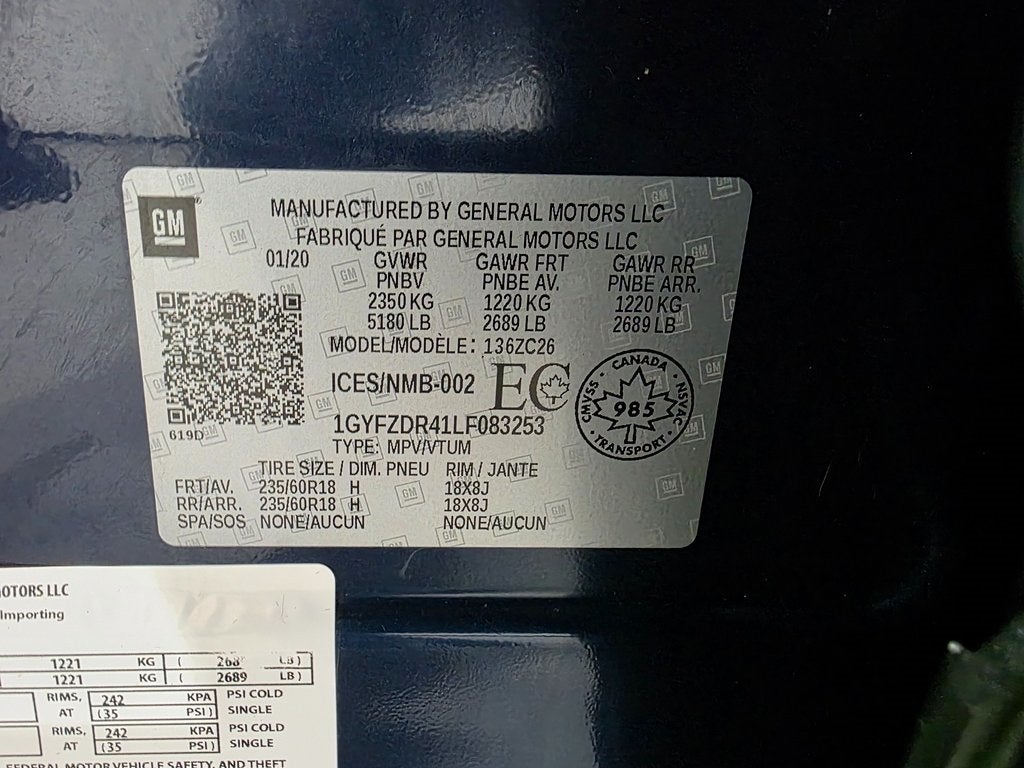 GM
MANUFACTURED BY GENERAL MOTORS LLC
FABRIQUÉ PAR GENERAL MOTORS LLC
01/20 GVWR GAWR FRT GAWR RR
PNBV PNBE AV. PNBE ARR.
2350 KG 1220 KG 1220 KG
5180 LB 2689 LB 2689 LB
MODEL/MODÈLE: 136ZC26
ICES/NMB-002 EC
CANADA
CMVSS 985 NSVAC
TRANSPORT
619D
1GYFZDR41LF083253
TYPE: MPV/VTUM
TIRE SIZE / DIM. PNEU RIM / JANTE
FRT/AV. 235/60R18 H 18X8J
RR/ARR. 235/60R18 H 18X8J
SPA/SOS NONE/AUCUN NONE/AUCUN
MOTORS LLC
Importing
1221 KG ( LB )
1221 KG ( 2689 LB )
RIMS, 242 KPA PSI COLD
AT (35 PSI) SINGLE
RIMS, 242 KPA PSI COLD
AT (35 PSI) SINGLE
FEDERAL MOTOR VEHICLE SAFETY, AND THEFT